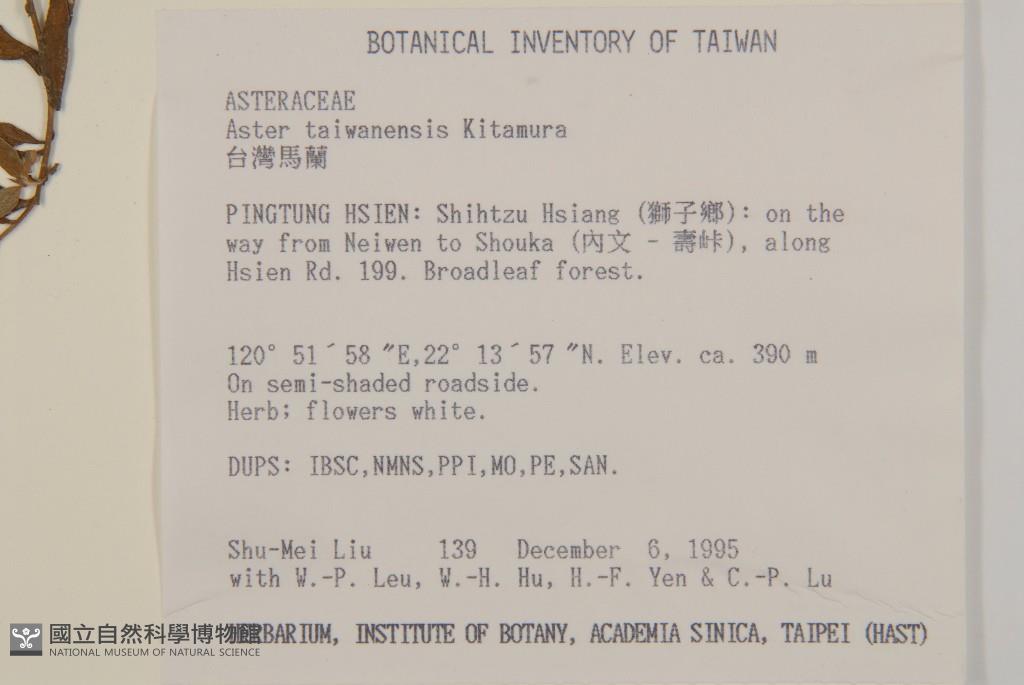 BOTANICAL INVENTORY OF TAIWAN
ASTERACEAE
Aster taiwanensis Kitamura
台灣馬蘭
PINGTUNG HSIEN: Shihtzu Hsiang (獅子鄉): on the
way from Neiwen to Shouka (內文 - 壽峠), along
Hsien Rd. 199. Broadleaf forest.
120° 51´58 ″E,22° 13´57 ″N. Elev. ca. 390 m
On semi-shaded roadside.
Herb; flowers white.
DUPS: IBSC,NMNS,PPI,MO,PE,SAN.
Shu-Mei Liu 139 December 6, 1995
with W.-P. Leu, W.-H. Hu, H.-F. Yen & C.-P. Lu
HERBARIUM, INSTITUTE OF BOTANY, ACADEMIA SINICA, TAIPEI (HAST)
國立自然科學博物館
NATIONAL MUSEUM OF NATURAL SCIENCE